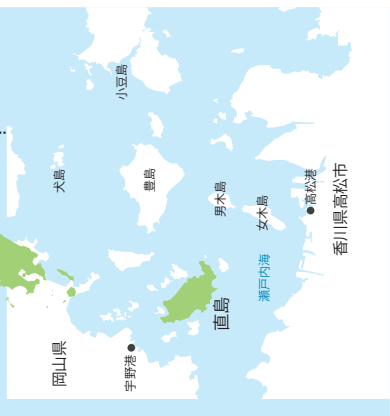 小豆島
犬島
豊島
男木島
女木島
高松港
香川県高松市
瀬戸内海
直島
岡山県
宇野港